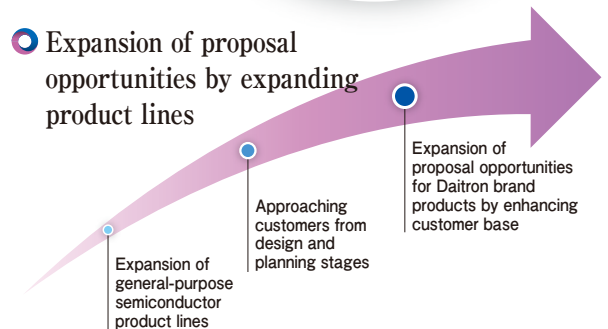 Expansion of proposal
opportunities by expanding
product lines
Expansion of
general-purpose
semiconductor
product lines
Approaching
customers from
design and
planning stages
Expansion of
proposal opportunities
for Daitron brand
products by enhancing
customer base